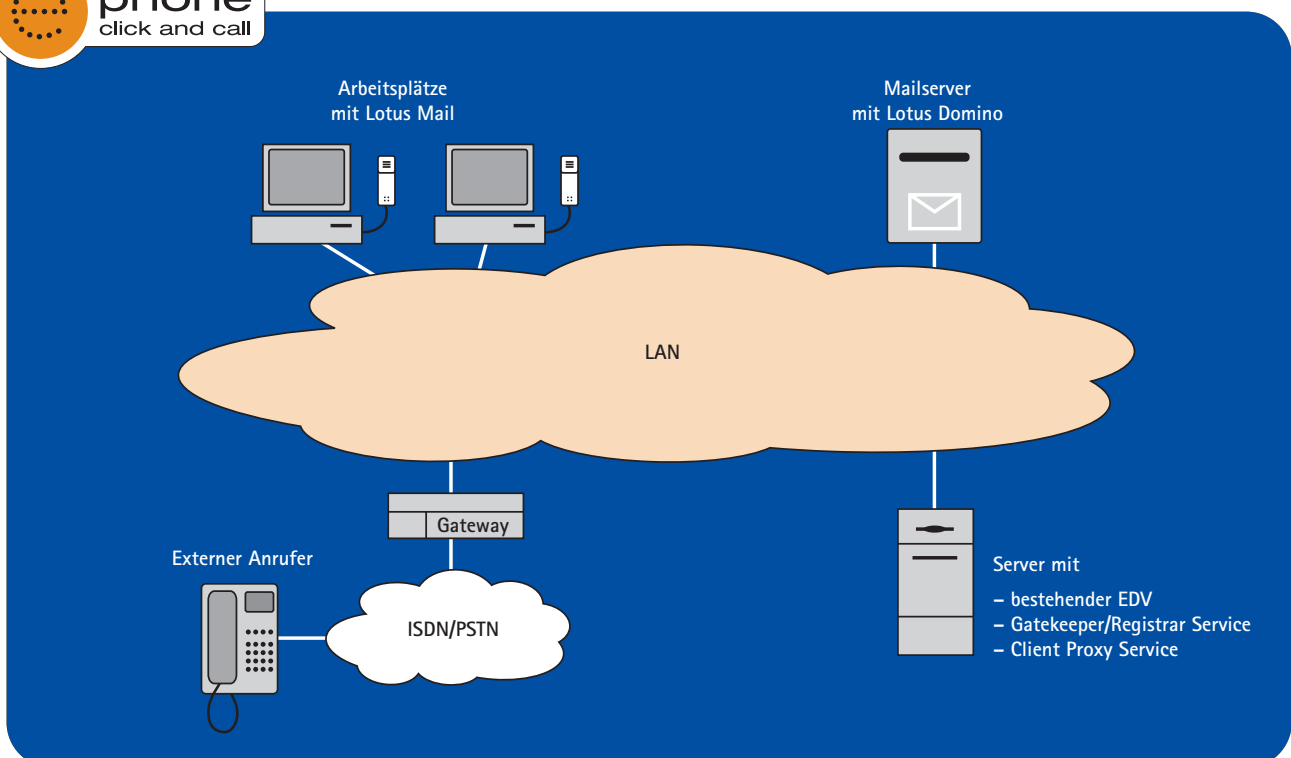 phone
click and call
Arbeitsplätze
mit Lotus Mail
Mailserver
mit Lotus Domino
LAN
Gateway
Externer Anrufer
ISDN/PSTN
Server mit
– bestehender EDV
– Gatekeeper/Registrar Service
– Client Proxy Service